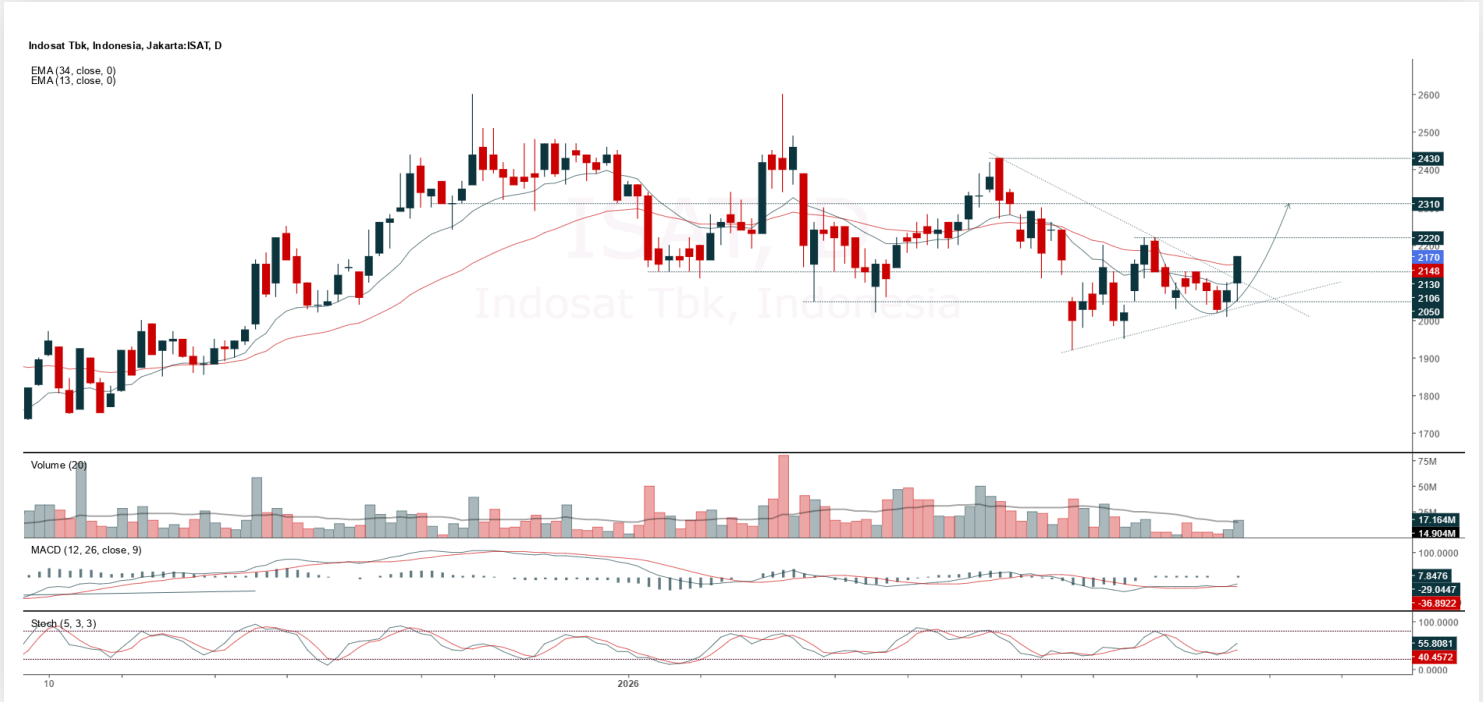 Indosat Tbk, Indonesia, Jakarta:ISAT, D
EMA (34, close, 0)
EMA (13, close, 0)
ISAT, D
Indosat Tbk, Indonesia
2600
2500
2430
2400
2310
2220
2200
2170
2148
2130
2106
2050
2000
1900
1800
1700
Volume (20)
75M
50M
25M
17.164M
14.904M
MACD (12, 26, close, 9)
100.0000
7.8476
-29.0447
-36.8922
Stoch (5, 3, 3)
100.0000
55.8081
40.4572
0.0000
10
2026